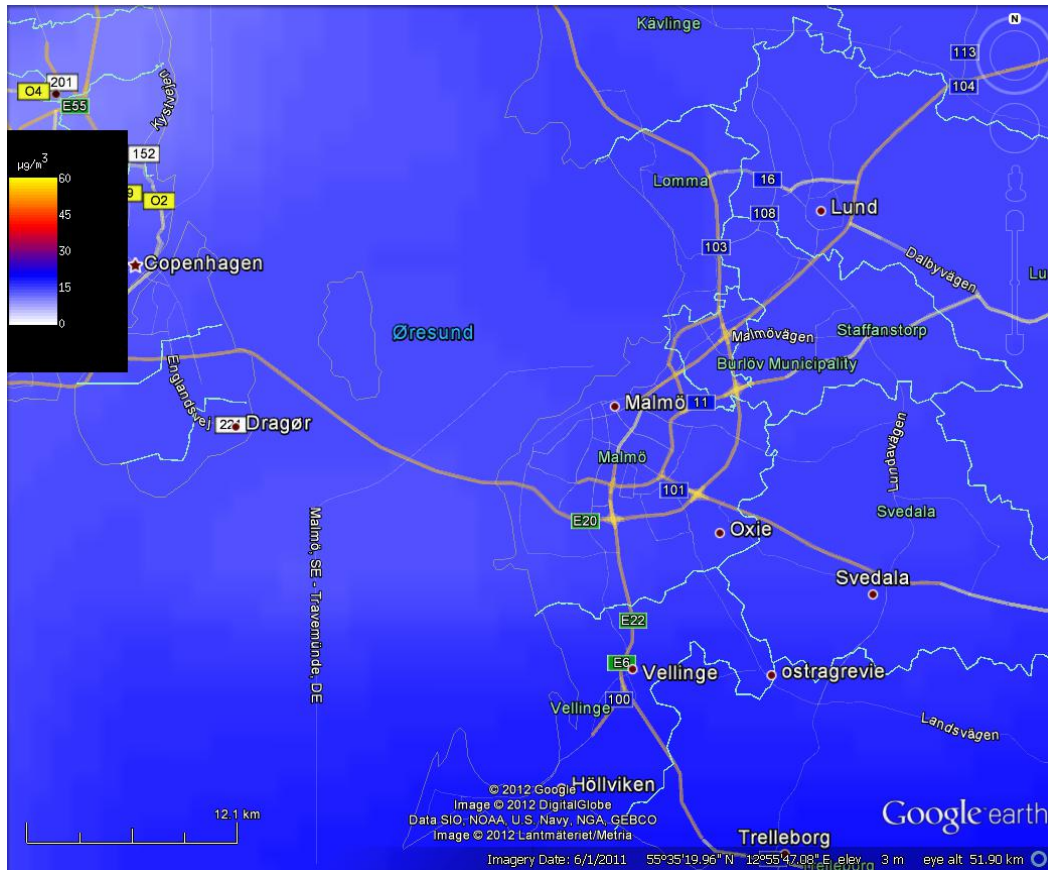 Kävlinge
N
113
104
201
O4
E55
Kystvejej
µg/m³
152
60
45
30
15
0
9
O2
Lomma
16
108
Lund
103
Copenhagen
Dalbyvägen
Lu
Øresund
Malmövägen
Staffanstorp
Burlöv Municipality
Englandsvej
221
Dragør
Malmö
11
Malmö
Lundavägen
101
Svedala
E20
Oxie
Malmö, SE - Travemünde, DE
Svedala
E22
E6
Vellinge
ostragrevie
100
Vellinge
Landsvägen
Höllviken
© 2012 Google
Image © 2012 DigitalGlobe
Data SIO, NOAA, U.S. Navy, NGA, GEBCO
Image © 2012 Lantmäteriet/Metria
12.1 km
Google earth
Trelleborg
Trelleborg
Imagery Date: 6/1/2011 55°35'19.96" N 12°55'47.08" E elev 3 m eye alt 51.90 km